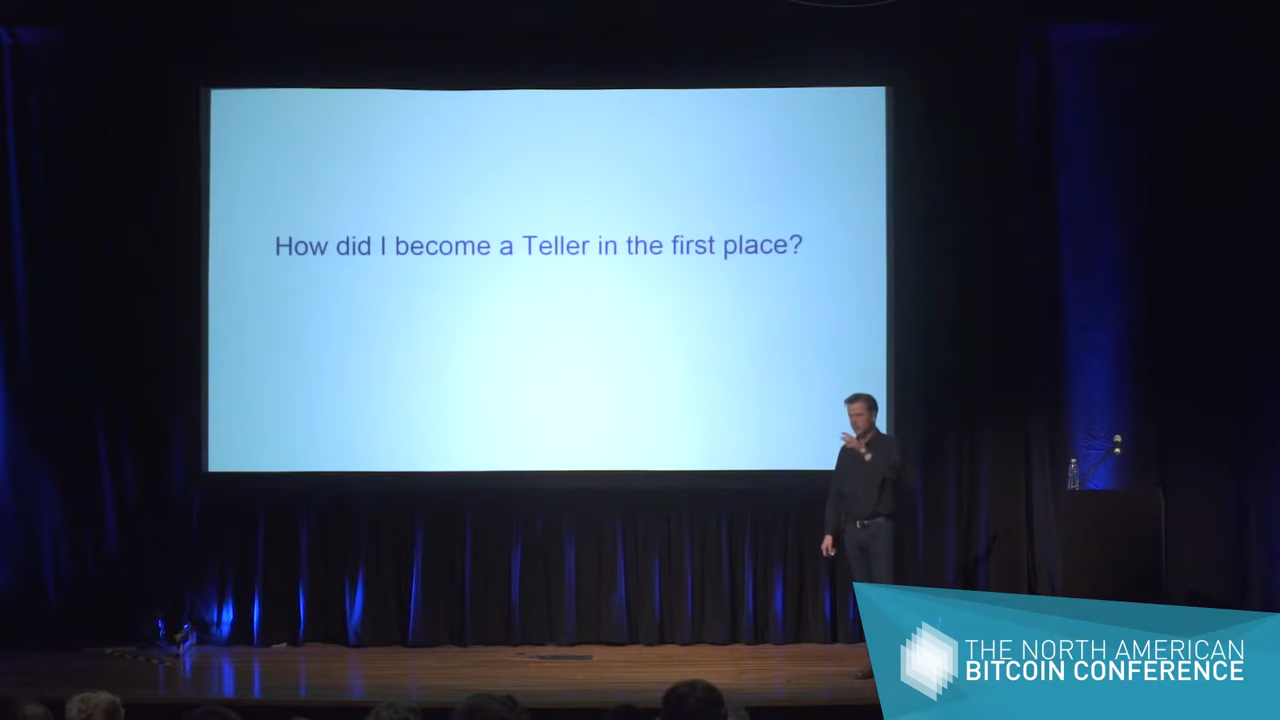 How did I become a Teller in the first place?
THE NORTH AMERICAN
BITCOIN CONFERENCE